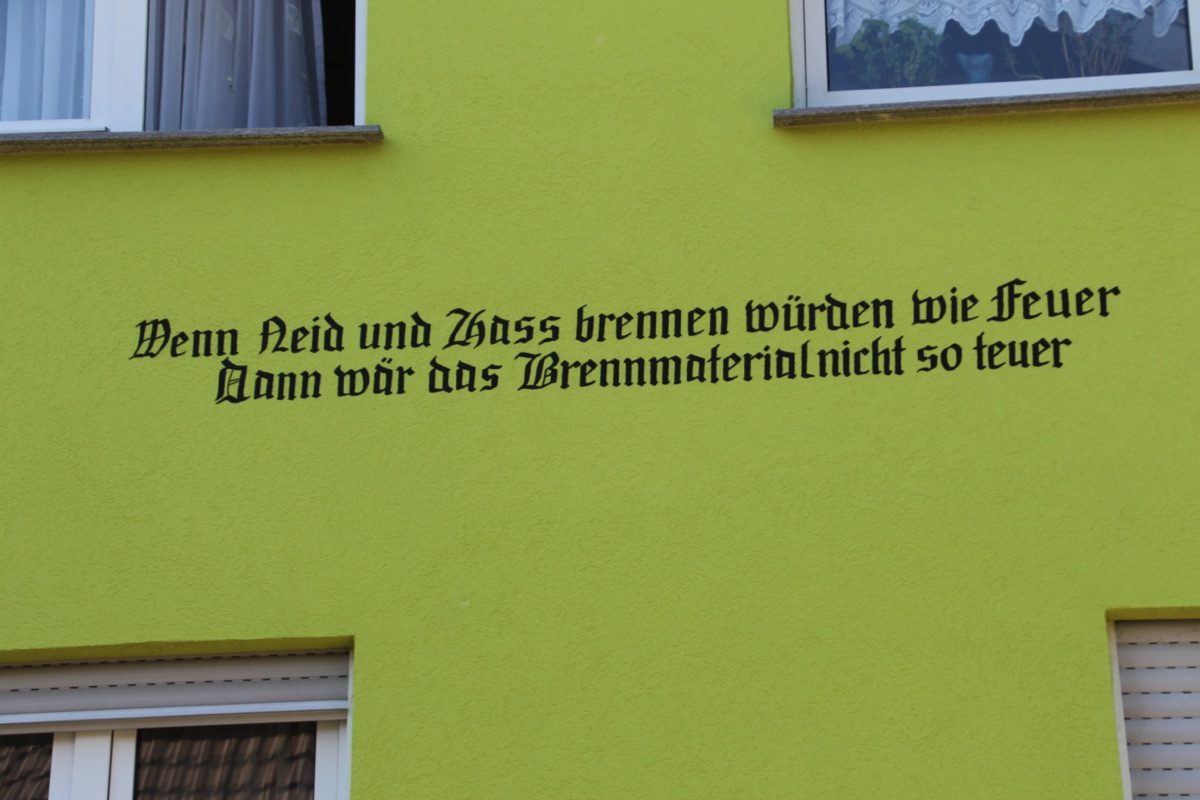 Wenn Neid und Hass brennen würden wie Feuer
Dann wär das Brennmaterial nicht so teuer